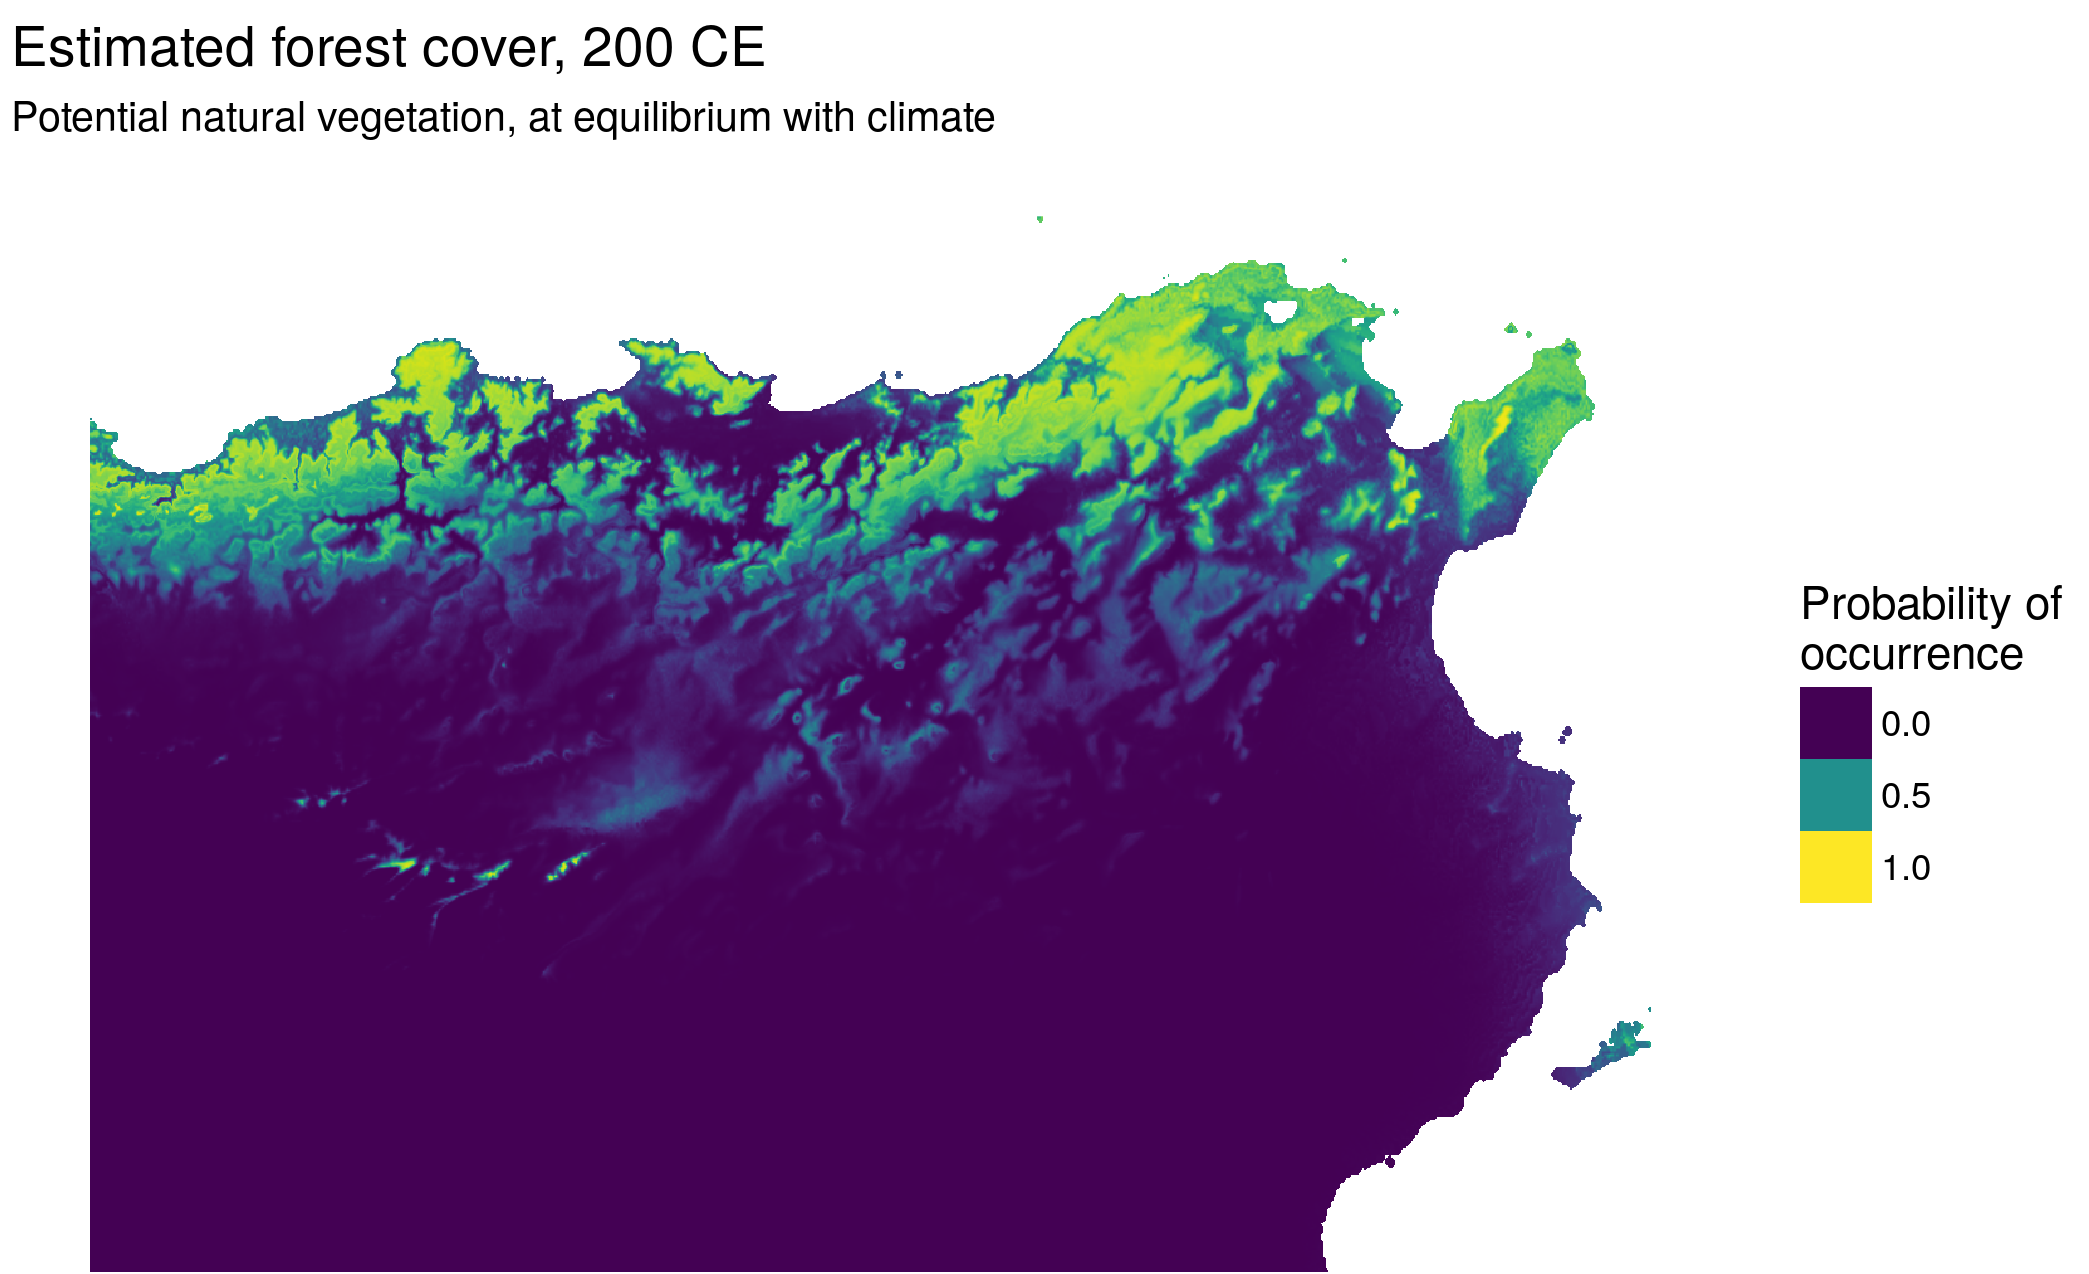 Estimated forest cover, 200 CE
Potential natural vegetation, at equilibrium with climate
Probability of
occurrence
0.0
0.5
1.0